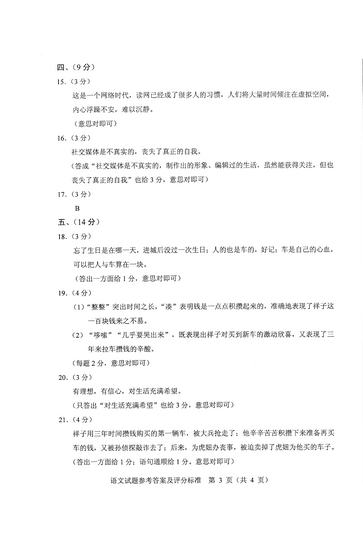 四、（9 分）
15.（3 分）
这是一个网络时代，读网已经成了很多人的习惯，人们将大量时间倾注在虚拟空间，
内心浮躁不安，难以沉静。
（意思对即可）
16.（3 分）
社交媒体是不真实的，丧失了真正的自我。
（答成“社交媒体是不真实的，制作出的形象、编辑过的生活，虽然能获得关注，但也
丧失了真正的自我”也给 3 分。意思对即可）
17.（3 分）
B
五、（14 分）
18.（3 分）
忘了生日是在哪一天，进城后没过一次生日；人的也是车的，好记；车是自己的心血，
可以把人与车算在一块。
（答出一方面给 1 分，意思对即可）
19.（4 分）
（1）“整整”突出时间之长，“凑”表明钱是一点点积攒起来的，准确地表现了祥子这
一百块钱来之不易。
（2）“哆嗦”“几乎要哭出来”，既表现出祥子对买到新车的激动欣喜，又表现了三
年来拉车攒钱的辛酸。
（每题 2 分，意思对即可）
20.（3 分）
有理想，有信心，对生活充满希望。
（只答出“对生活充满希望”也给 3 分，意思对即可）
21.（4 分）
祥子用三年时间攒钱购买的第一辆车，被大兵抢走了；他辛辛苦苦积攒下来准备再买
车的钱，又被孙侦探敲诈去了；后来，为虎妞办丧事，被迫卖掉了虎妞为他买的车子。
（答出一方面给 1 分；语句通顺给 1 分。意思对即可）
语文试题参考答案及评分标准 第 3 页（共 4 页）